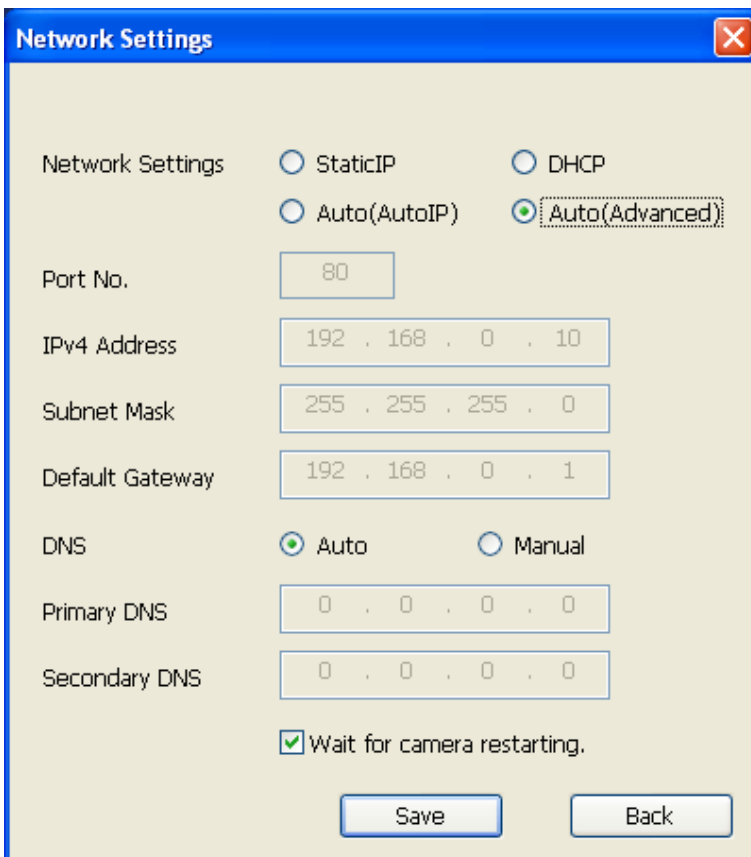 Network Settings
Network Settings StaticIP DHCP
Auto(AutoIP) Auto(Advanced)
Port No. 80
IPv4 Address 192 . 168 . 0 . 10
Subnet Mask 255 . 255 . 255 . 0
Default Gateway 192 . 168 . 0 . 1
DNS Auto Manual
Primary DNS 0 . 0 . 0 . 0
Secondary DNS 0 . 0 . 0 . 0
Wait for camera restarting.
Save Back